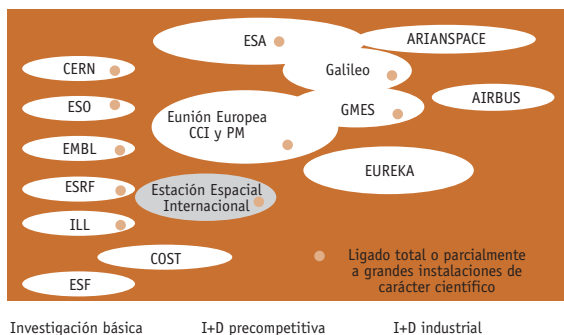 ESA
ARIANSPACE
CERN
Galileo
ESO
AIRBUS
GMES
Eunión Europea
CCI y PM
EMBL
EUREKA
ESRF
Estación Espacial
Internacional
ILL
COST
Ligado total o parcialmente
a grandes instalaciones de
carácter científico
ESF
Investigación básica
I+D precompetitiva
I+D industrial